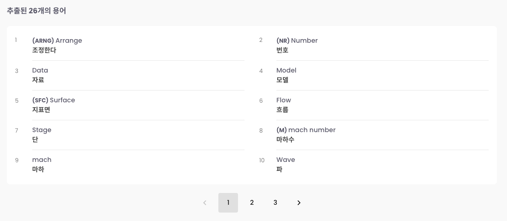 추출된 26개의 용어
1 (ARNG) Arrange
조정한다
2 (NR) Number
번호
3 Data
자료
4 Model
모델
5 (SFC) Surface
지표면
6 Flow
흐름
7 Stage
단
8 (M) mach number
마하수
9 mach
마하
10 Wave
파
< 1 2 3 >